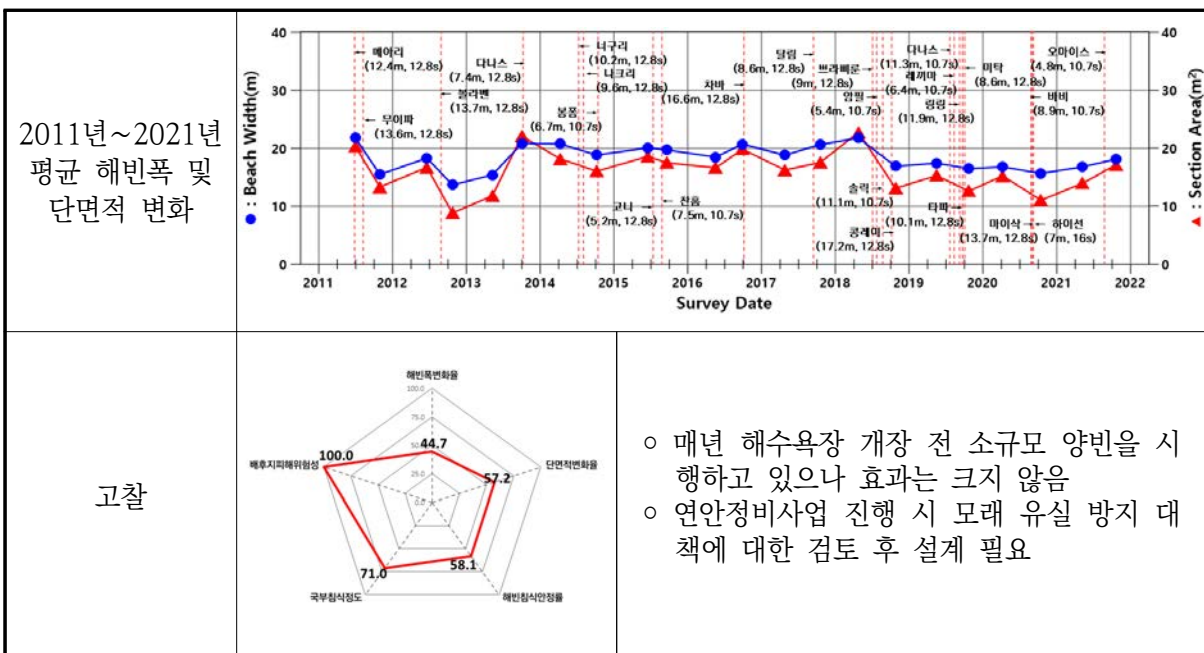 2011년~2021년
평균 해빈폭 및
단면적 변화
● : Beach Width(m)
40
30
20
10
0
메아리
(12.4m, 12.8s)
무이파
(13.6m, 12.8s)
볼라벤
(13.7m, 12.8s)
다나스
(7.4m, 12.8s)
너구리
(10.2m, 12.8s)
나크리
(9.6m, 12.8s)
봉퐁
(6.7m, 10.7s)
고니
(5.2m, 12.8s)
잔홈
(7.5m, 10.7s)
차바
(16.6m, 12.8s)
탈림
(8.6m, 12.8s)
쁘라삐룬
(9m, 12.8s)
암필
(5.4m, 10.7s)
솔릭
(11.1m, 10.7s)
콩레이
(17.2m, 12.8s)
다나스
(11.3m, 10.7s)
레끼마
(6.4m, 10.7s)
링링
(11.9m, 12.8s)
타파
(10.1m, 12.8s)
미탁
(8.6m, 12.8s)
바비
(8.9m, 10.7s)
마이삭
(13.7m, 12.8s)
하이선
(7m, 16s)
오마이스
(4.8m, 10.7s)
40
30
20
10
0
▲ : Section Area(m²)
2011 2012 2013 2014 2015 2016 2017 2018 2019 2020 2021 2022
Survey Date
고찰
해빈폭변화율
100.0
75.0
50.0
25.0
0.0
44.7
단면적변화율
57.2
해빈침식안정률
58.1
국부침식정도
71.0
배후지피해위험성
100.0
○ 매년 해수욕장 개장 전 소규모 양빈을 시
행하고 있으나 효과는 크지 않음
○ 연안정비사업 진행 시 모래 유실 방지 대
책에 대한 검토 후 설계 필요